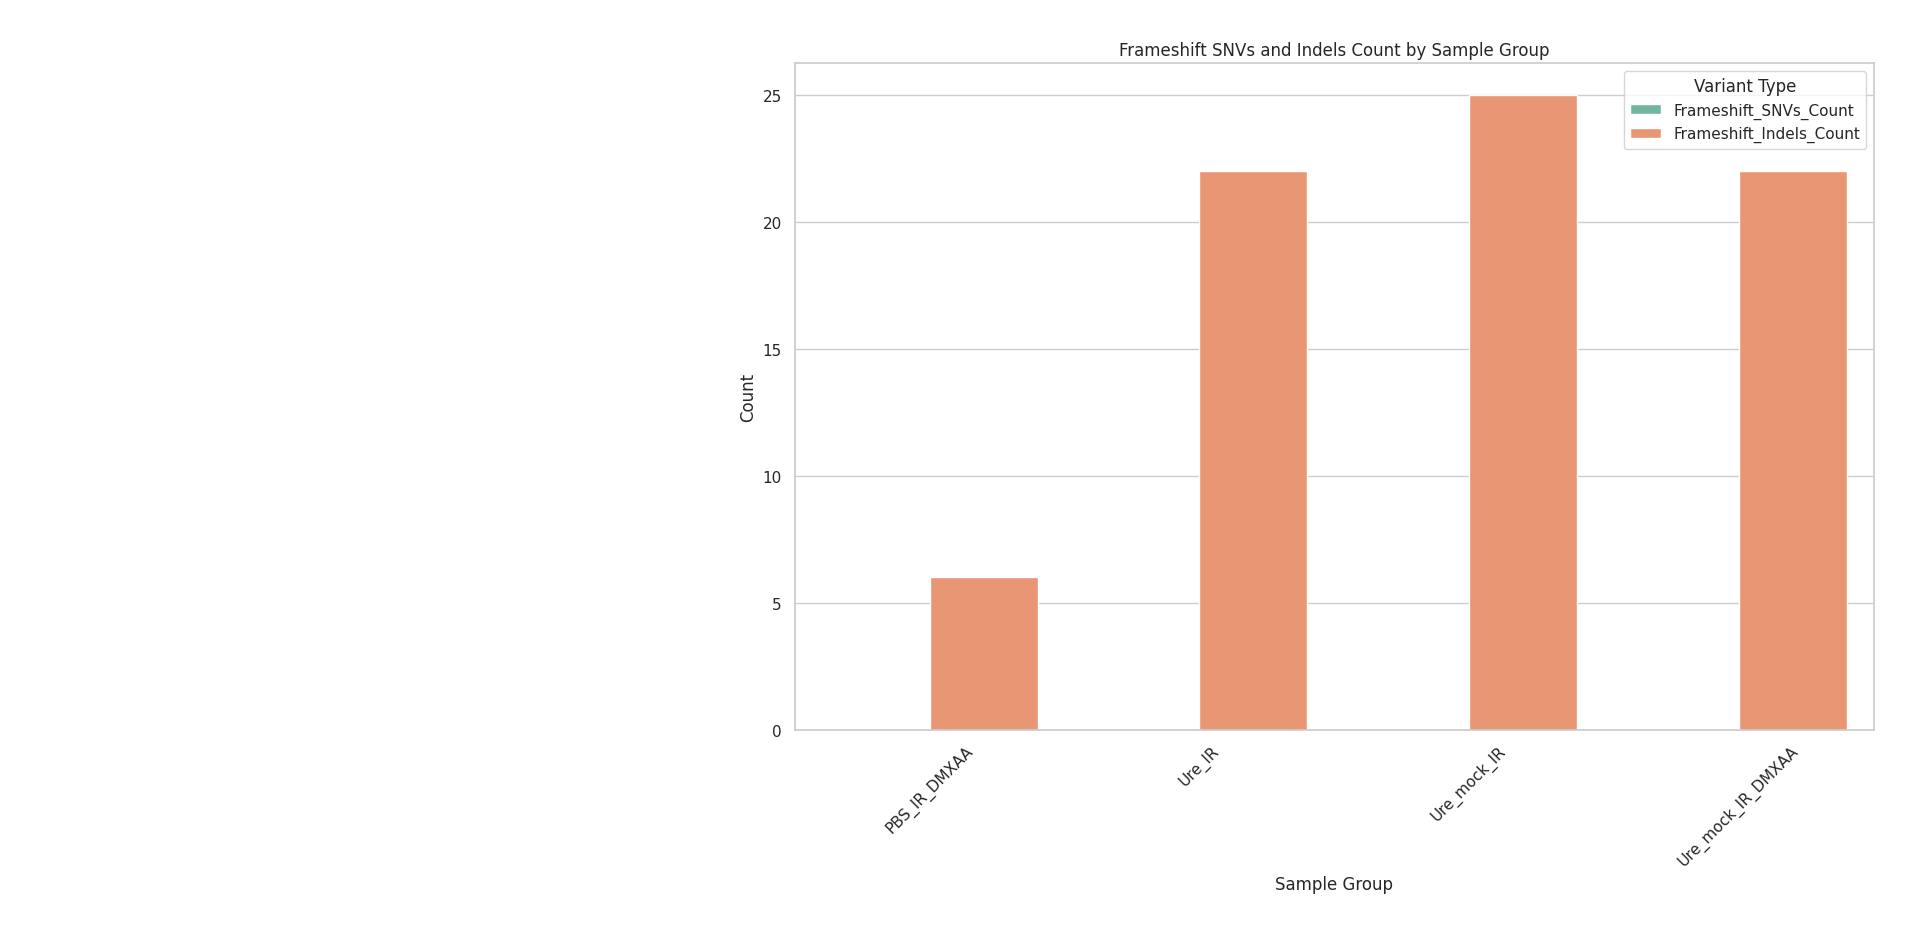 Frameshift SNVs and Indels Count by Sample Group
Variant Type
Frameshift_SNVs_Count
Frameshift_Indels_Count
Count
25
20
15
10
5
0
PBS_IR_DMXAA
Ure_IR
Ure_mock_IR
Ure_mock_IR_DMXAA
Sample Group